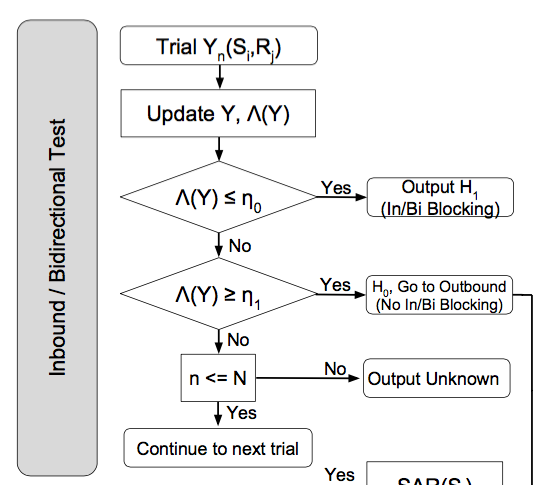 Inbound / Bidirectional Test
Trial Yn(Si,Rj)
Update Y, Λ(Y)
Λ(Y) ≤ η0
Yes
Output H1
(In/Bi Blocking)
No
Λ(Y) ≥ η1
Yes
H0, Go to Outbound
(No In/Bi Blocking)
No
n <= N
No
Output Unknown
Yes
Continue to next trial
Yes